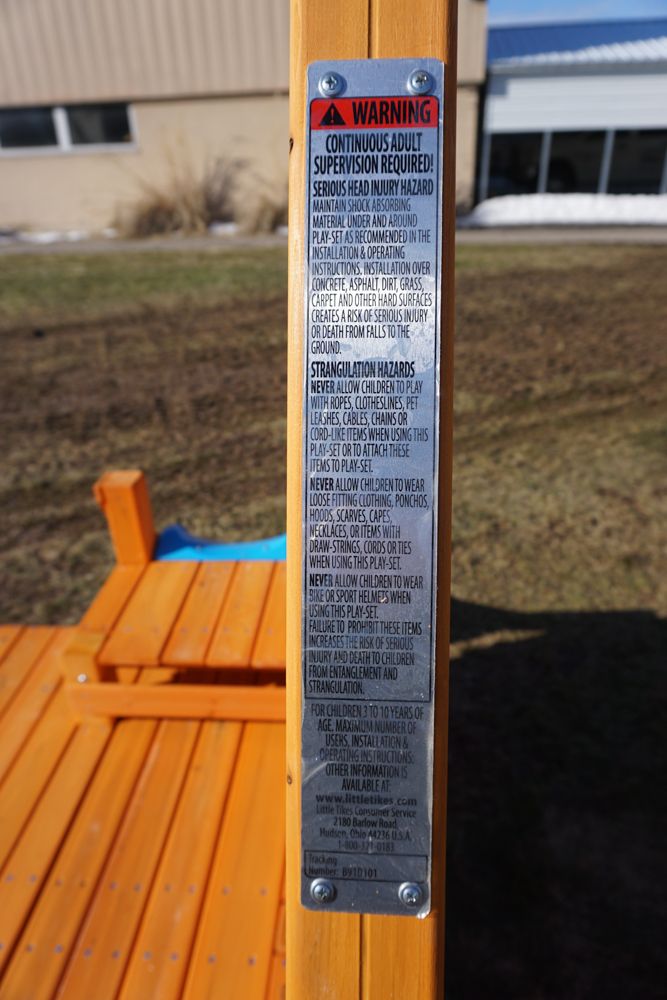 WARNING
CONTINUOUS ADULT
SUPERVISION REQUIRED!
SERIOUS HEAD INJURY HAZARD
MAINTAIN SHOCK ABSORBING
MATERIAL UNDER AND AROUND
PLAY-SET AS RECOMMENDED IN THE
INSTALLATION & OPERATING
INSTRUCTIONS. INSTALLATION OVER
CONCRETE, ASPHALT, DIRT, GRASS,
CARPET AND OTHER HARD SURFACES
CREATES A RISK OF SERIOUS INJURY
OR DEATH FROM FALLS TO THE
GROUND.
STRANGULATION HAZARDS
NEVER ALLOW CHILDREN TO PLAY
WITH ROPES, CLOTHESLINES, PET
LEASHES, CABLES, CHAINS OR
CORD-LIKE ITEMS WHEN USING THIS
PLAY-SET OR TO ATTACH THESE
ITEMS TO PLAY-SET.
NEVER ALLOW CHILDREN TO WEAR
LOOSE FITTING CLOTHING, PONCHOS,
HOODS, SCARVES, CAPES,
NECKLACES, OR ITEMS WITH
DRAW-STRINGS, CORDS OR TIES
WHEN USING THIS PLAY-SET.
NEVER ALLOW CHILDREN TO WEAR
BIKE OR SPORT HELMETS WHEN
USING THIS PLAY-SET.
FAILURE TO PROHIBIT THESE ITEMS
INCREASES THE RISK OF SERIOUS
INJURY AND DEATH TO CHILDREN
FROM ENTANGLEMENT AND
STRANGULATION.
FOR CHILDREN 3 TO 10 YEARS OF
AGE. MAXIMUM NUMBER OF
USERS, INSTALLATION &
OPERATING INSTRUCTIONS:
OTHER INFORMATION IS
AVAILABLE AT:
www.littletikes.com
Little Tikes Consumer Service
2180 Barlow Road,
Hudson, Ohio 44236 U.S.A.
1-800-321-0183
Tracking
Number: B91D101